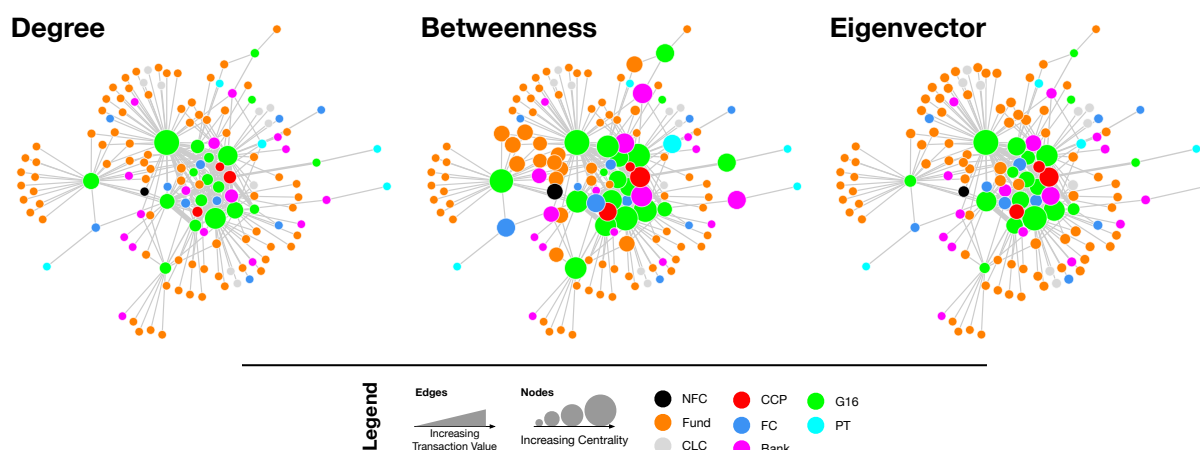 Degree
Betweenness
Eigenvector
Legend
Edges
Increasing
Transaction Value
Nodes
Increasing Centrality
NFC
Fund
CLC
CCP
FC
Bank
G16
PT